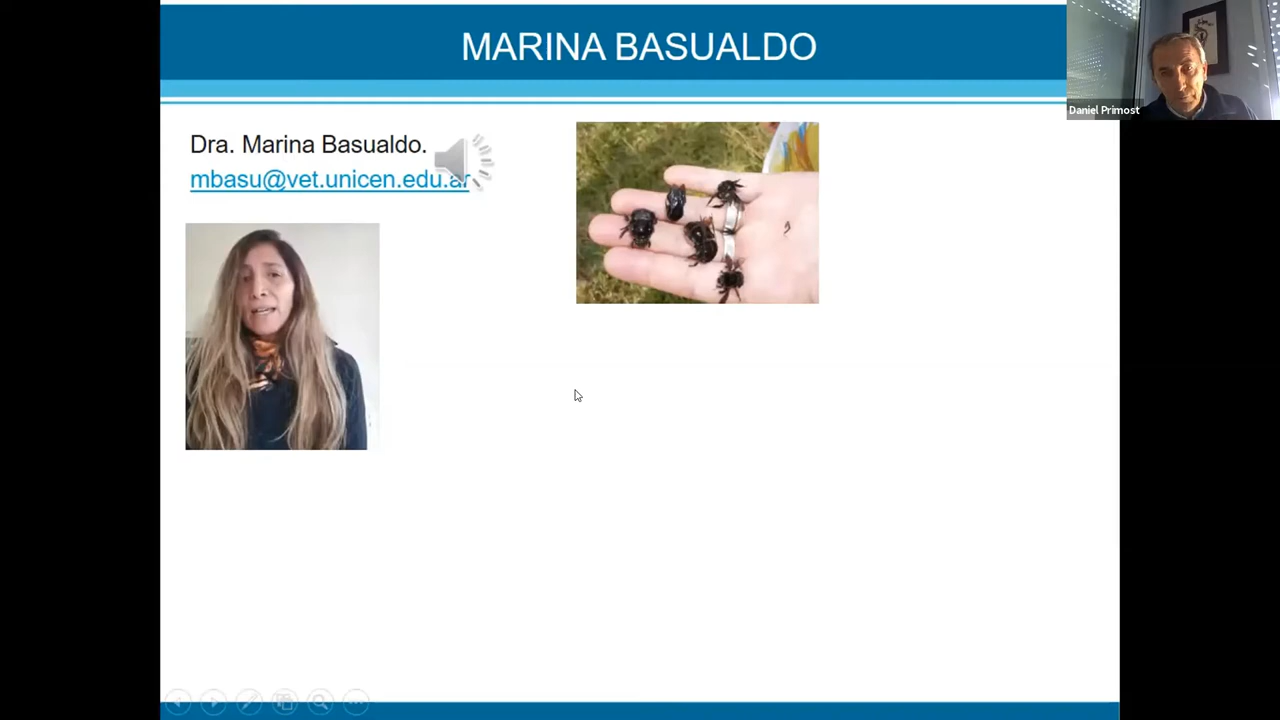 MARINA BASUALDO
Daniel Primost
Dra. Marina Basualdo.
mbasu@vet.unicen.edu.ar